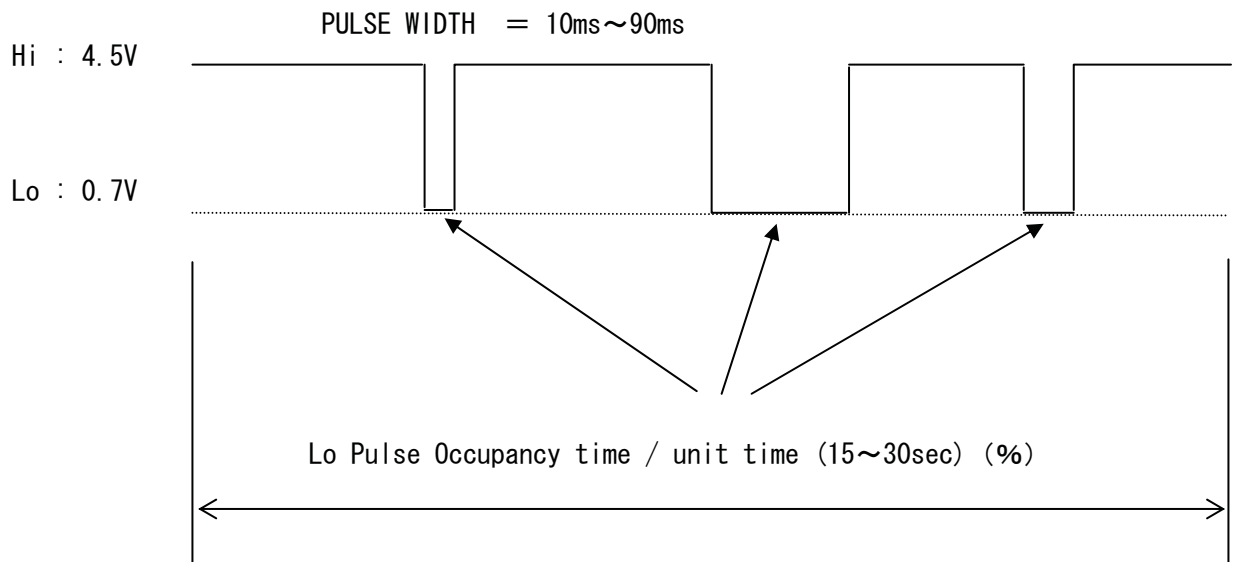 PULSE WIDTH = 10ms～90ms
Hi : 4.5V
Lo : 0.7V
Lo Pulse Occupancy time / unit time (15～30sec) (%)